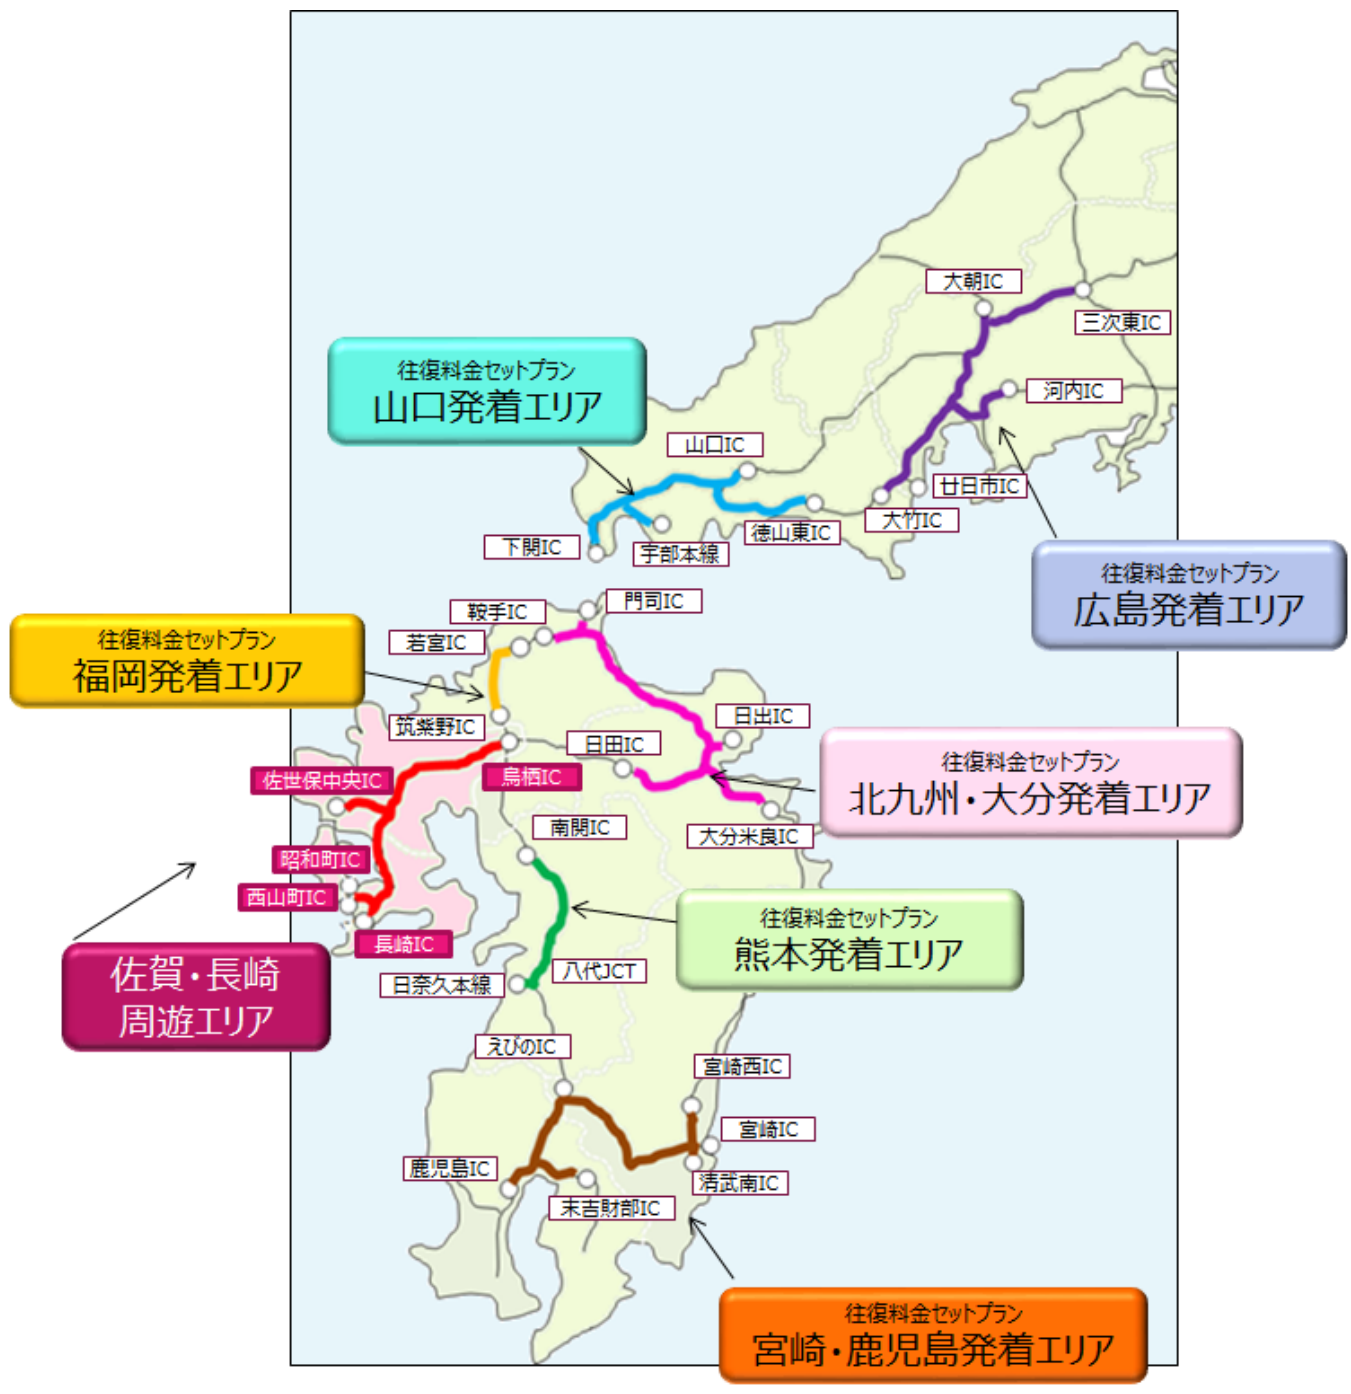 大朝IC
三次東IC
往復料金セットプラン
山口発着エリア
河内IC
山口IC
廿日市IC
大竹IC
徳山東IC
下関IC
宇部本線
往復料金セットプラン
広島発着エリア
鞍手IC
門司IC
若宮IC
往復料金セットプラン
福岡発着エリア
筑紫野IC
日出IC
日田IC
佐世保中央IC
鳥栖IC
往復料金セットプラン
北九州・大分発着エリア
南関IC
大分米良IC
昭和町IC
西山町IC
長崎IC
往復料金セットプラン
熊本発着エリア
佐賀・長崎
周遊エリア
八代JCT
日奈久本線
えびのIC
宮崎西IC
宮崎IC
鹿児島IC
清武南IC
末吉財部IC
往復料金セットプラン
宮崎・鹿児島発着エリア